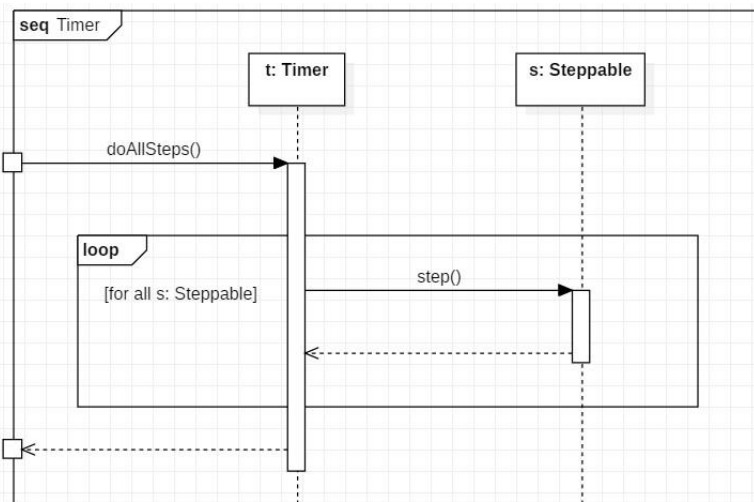 seq Timer
t: Timer
s: Steppable
doAllSteps()
loop
[for all s: Steppable]
step()